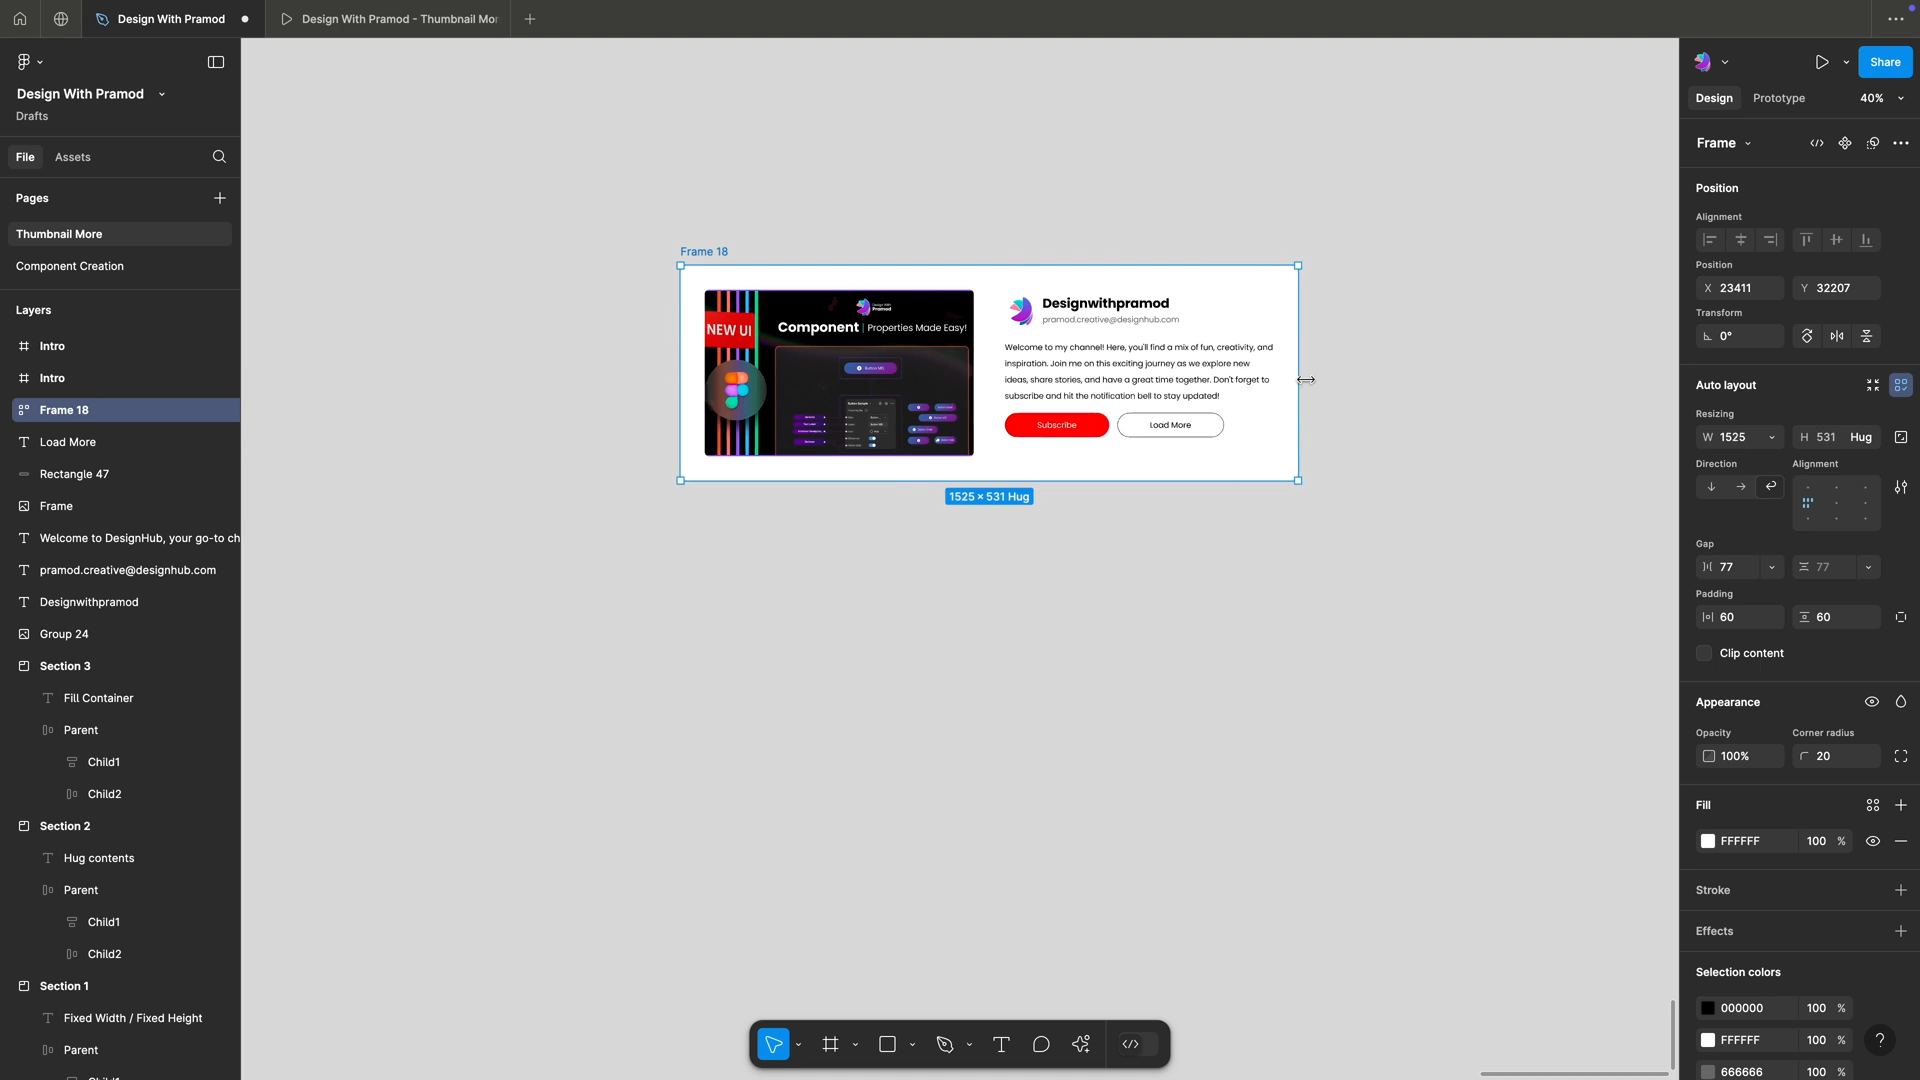 Design With Pramod
Design With Pramod - Thumbnail Mor
Design With Pramod
Drafts
File
Assets
Pages
Thumbnail More
Component Creation
Layers
Intro
Intro
Frame 18
Load More
Rectangle 47
Frame
Welcome to DesignHub, your go-to ch
pramod.creative@designhub.com
Designwithpramod
Group 24
Section 3
Fill Container
Parent
Child1
Child2
Section 2
Hug contents
Parent
Child1
Child2
Section 1
Fixed Width / Fixed Height
Parent
Frame 18
Design With
Pramod
NEW UI
Component | Properties Made Easy!
Button MD
Designwithpramod
pramod.creative@designhub.com
Welcome to my channel! Here, you'll find a mix of fun, creativity, and
inspiration. Join me on this exciting journey as we explore new
ideas, share stories, and have a great time together. Don't forget to
subscribe and hit the notification bell to stay updated!
Subscribe
Load More
1525 × 531 Hug
Share
Design
Prototype
40%
Frame
Position
Alignment
Position
X 23411
Y 32207
Transform
0°
Auto layout
Resizing
W 1525
H 531 Hug
Direction
Alignment
Gap
77
77
Padding
60
60
Clip content
Appearance
Opacity
Corner radius
100%
20
Fill
FFFFFF 100 %
Stroke
Effects
Selection colors
000000 100 %
FFFFFF 100 %
666666 100 %
?